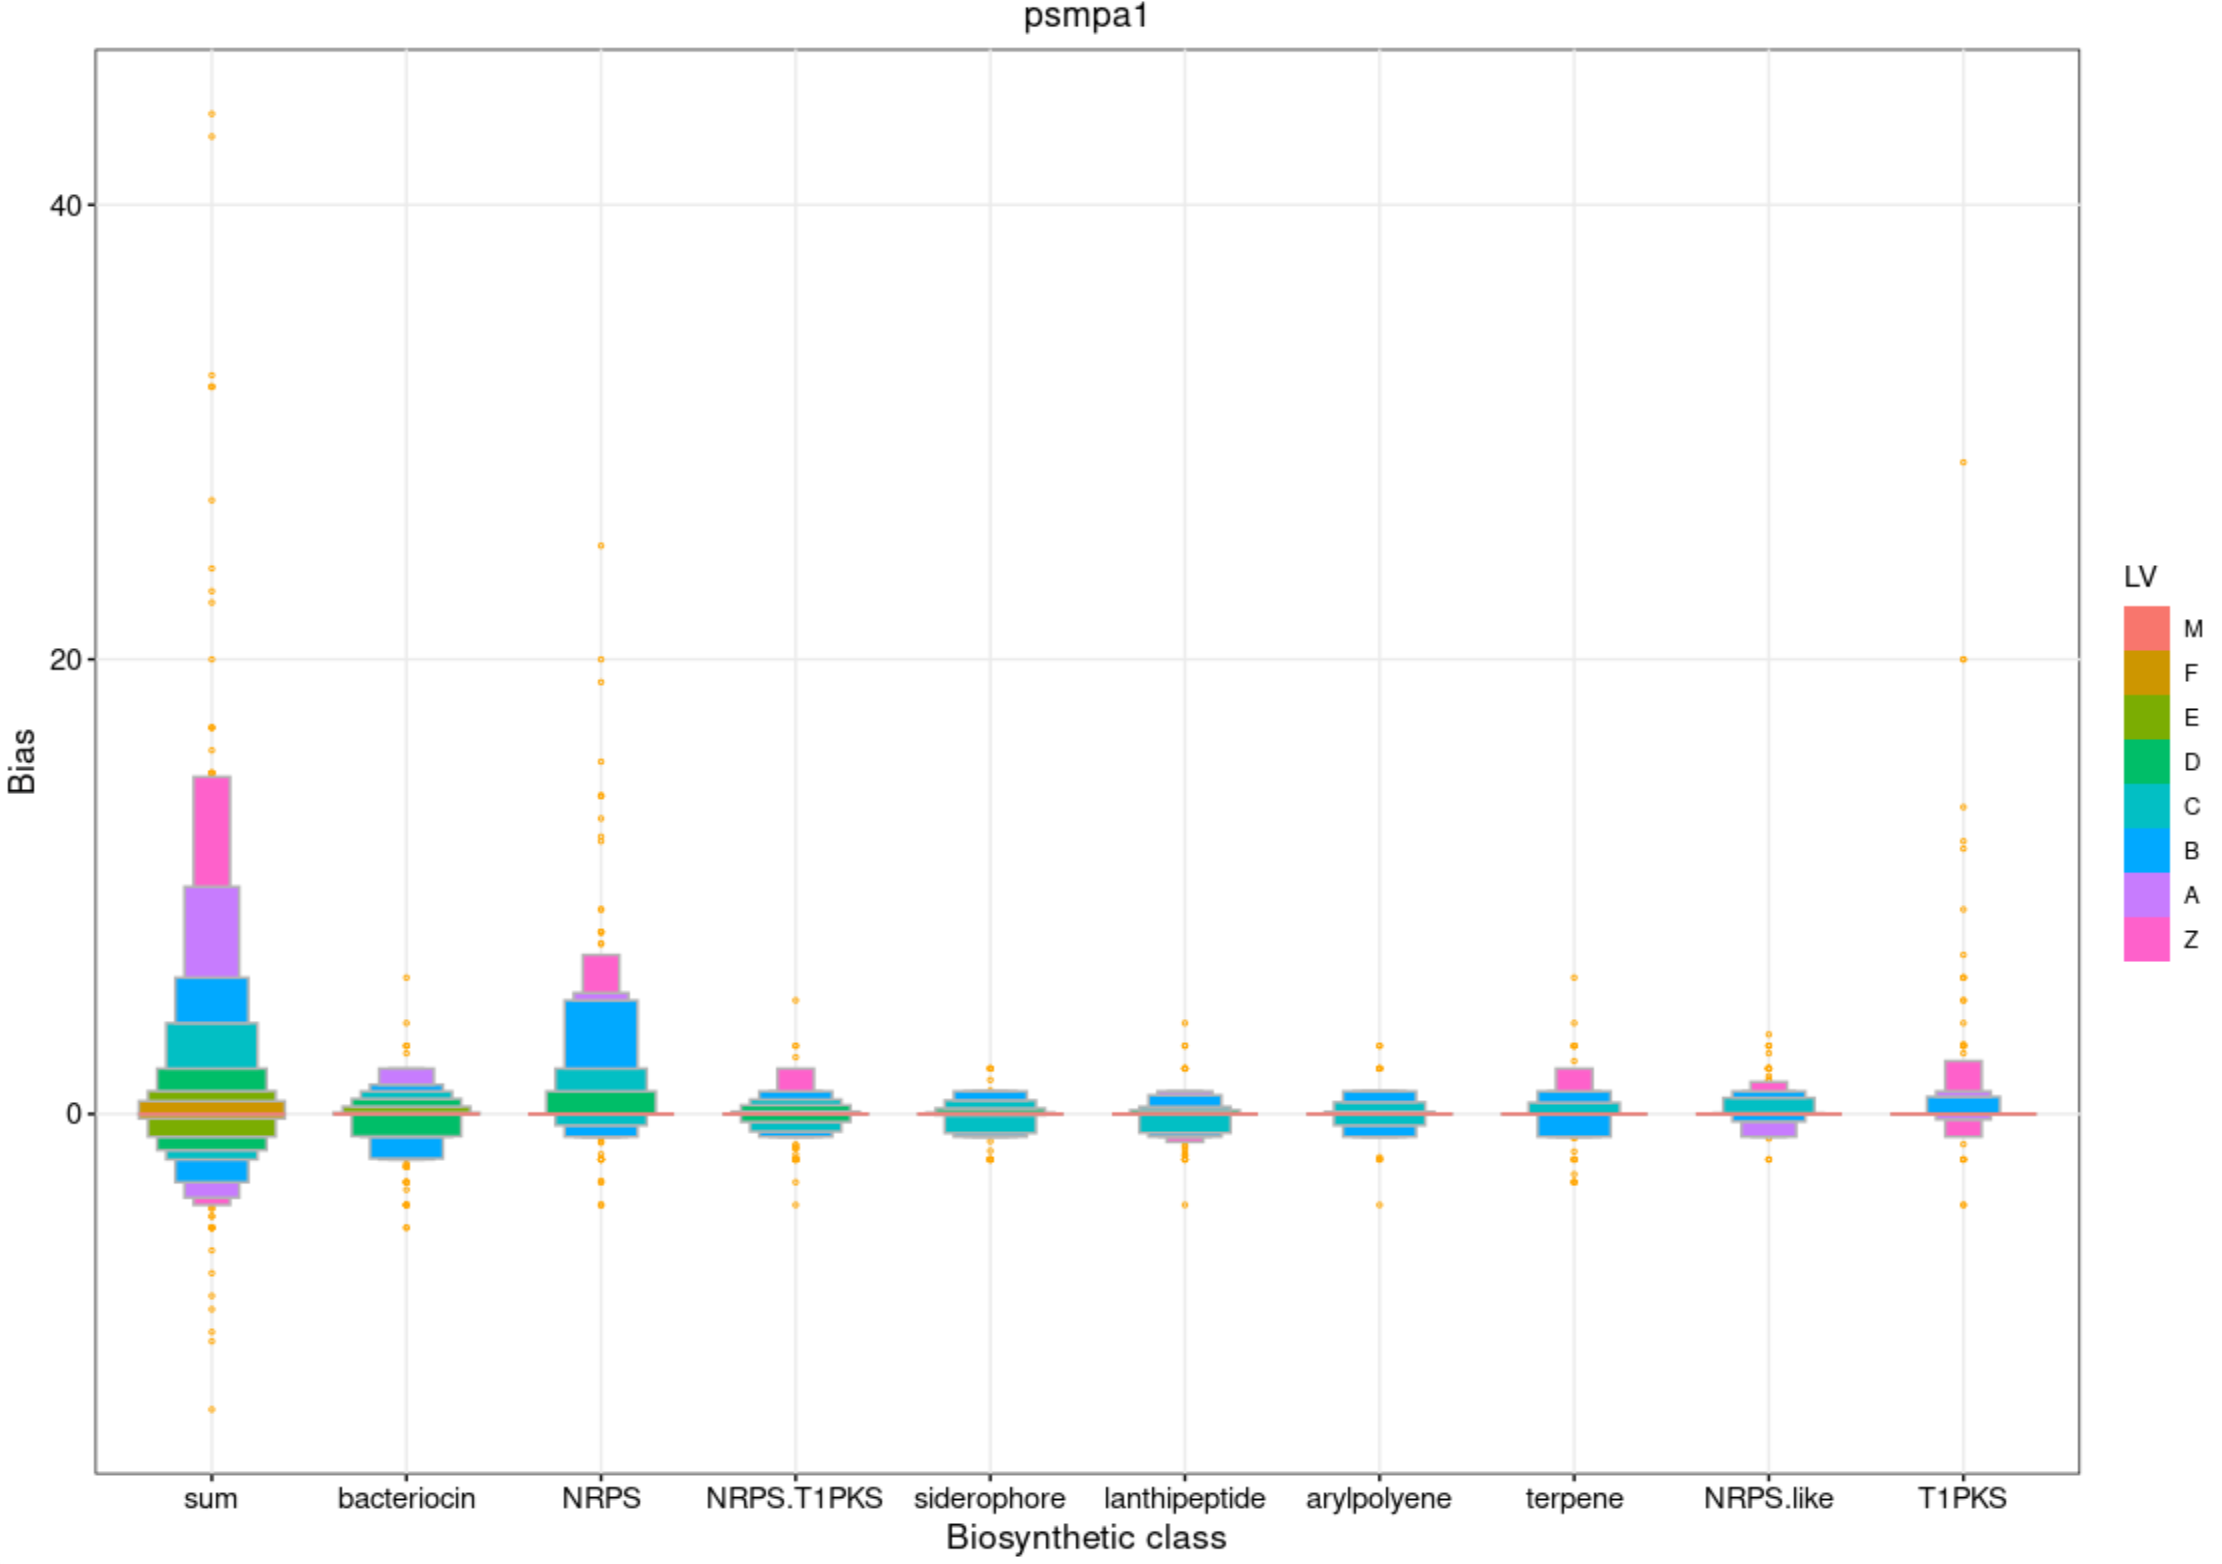 psmpa1
40
20
0
Bias
sum bacteriocin NRPS NRPS.T1PKS siderophore lanthipeptide arylpolyene terpene NRPS.like T1PKS
Biosynthetic class
LV
M
F
E
D
C
B
A
Z